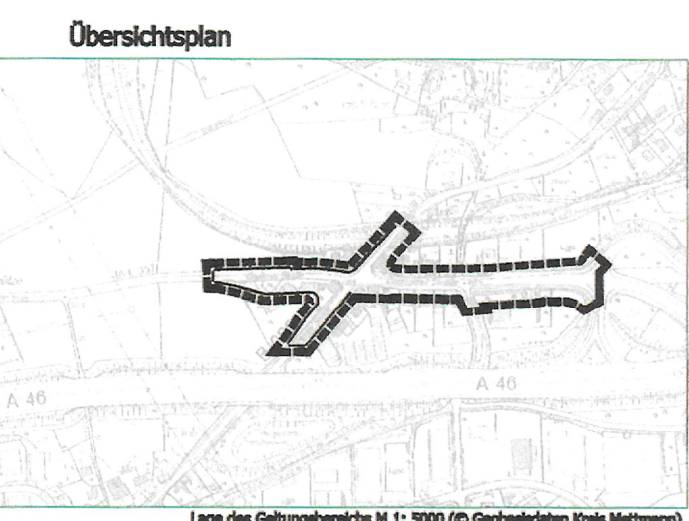 Übersichtsplan
A 46
A 46
Lage des Geltungsbereichs M 1: 5000 (© Geobasisdaten Kreis Mettmann)